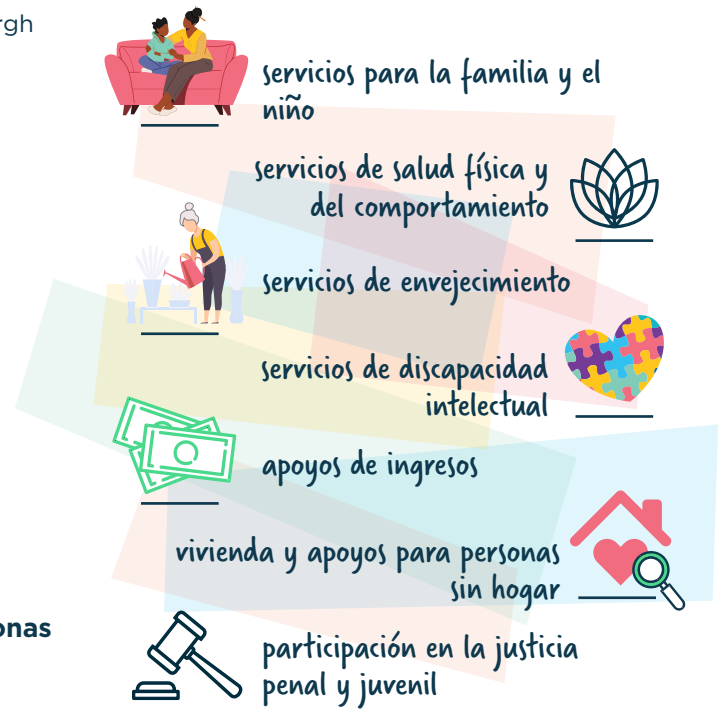 rgh
servicios para la familia y el
niño
servicios de salud física y
del comportamiento
servicios de envejecimiento
servicios de discapacidad
intelectual
apoyos de ingresos
vivienda y apoyos para personas
sin hogar
onas
participación en la justicia
penal y juvenil